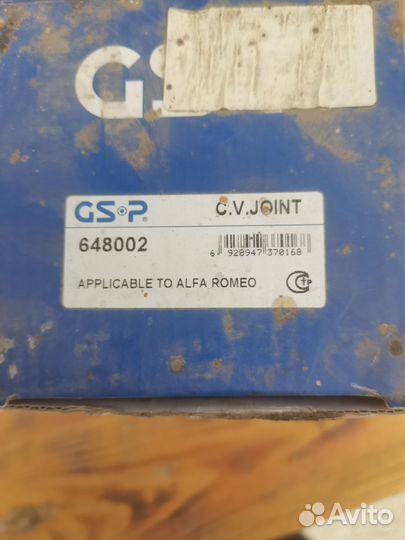 GS
GSP C.V.JOINT
648002
6 928947 370168
APPLICABLE TO ALFA ROMEO
Avito